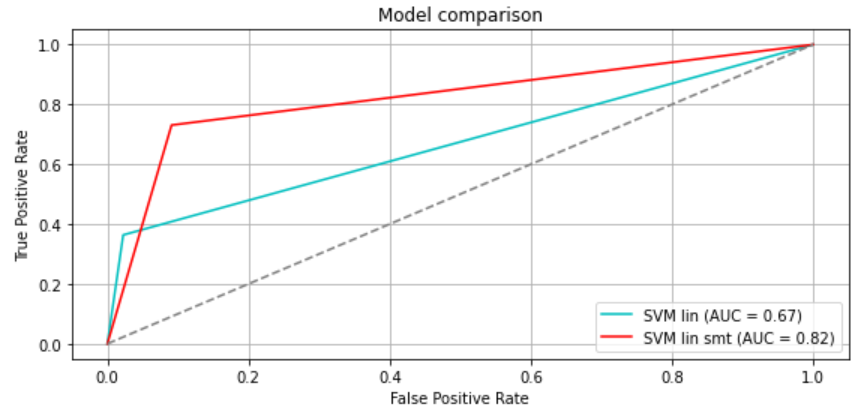 Model comparison
1.0
0.8
0.6
0.4
0.2
0.0
True Positive Rate
SVM lin (AUC = 0.67)
SVM lin smt (AUC = 0.82)
0.0 0.2 0.4 0.6 0.8 1.0
False Positive Rate